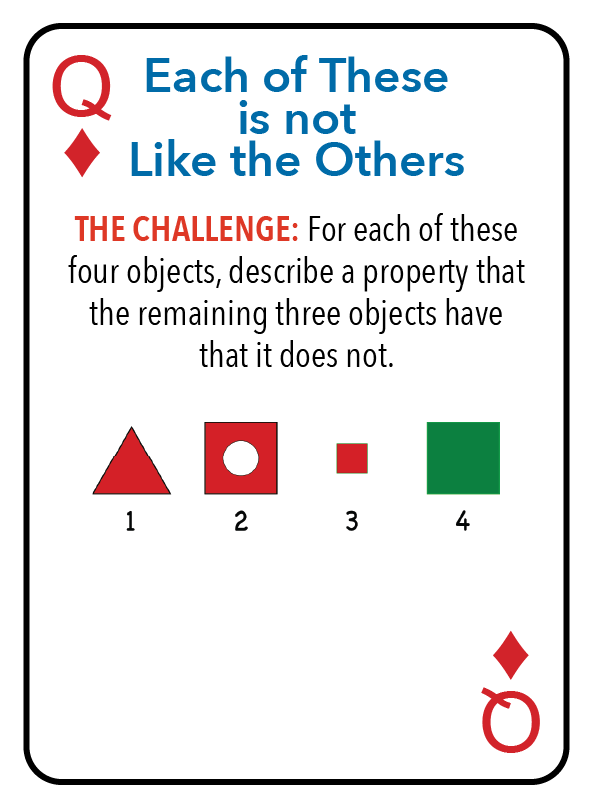 Q
Each of These
is not
Like the Others
THE CHALLENGE: For each of these
four objects, describe a property that
the remaining three objects have
that it does not.
1 2 3 4
Q